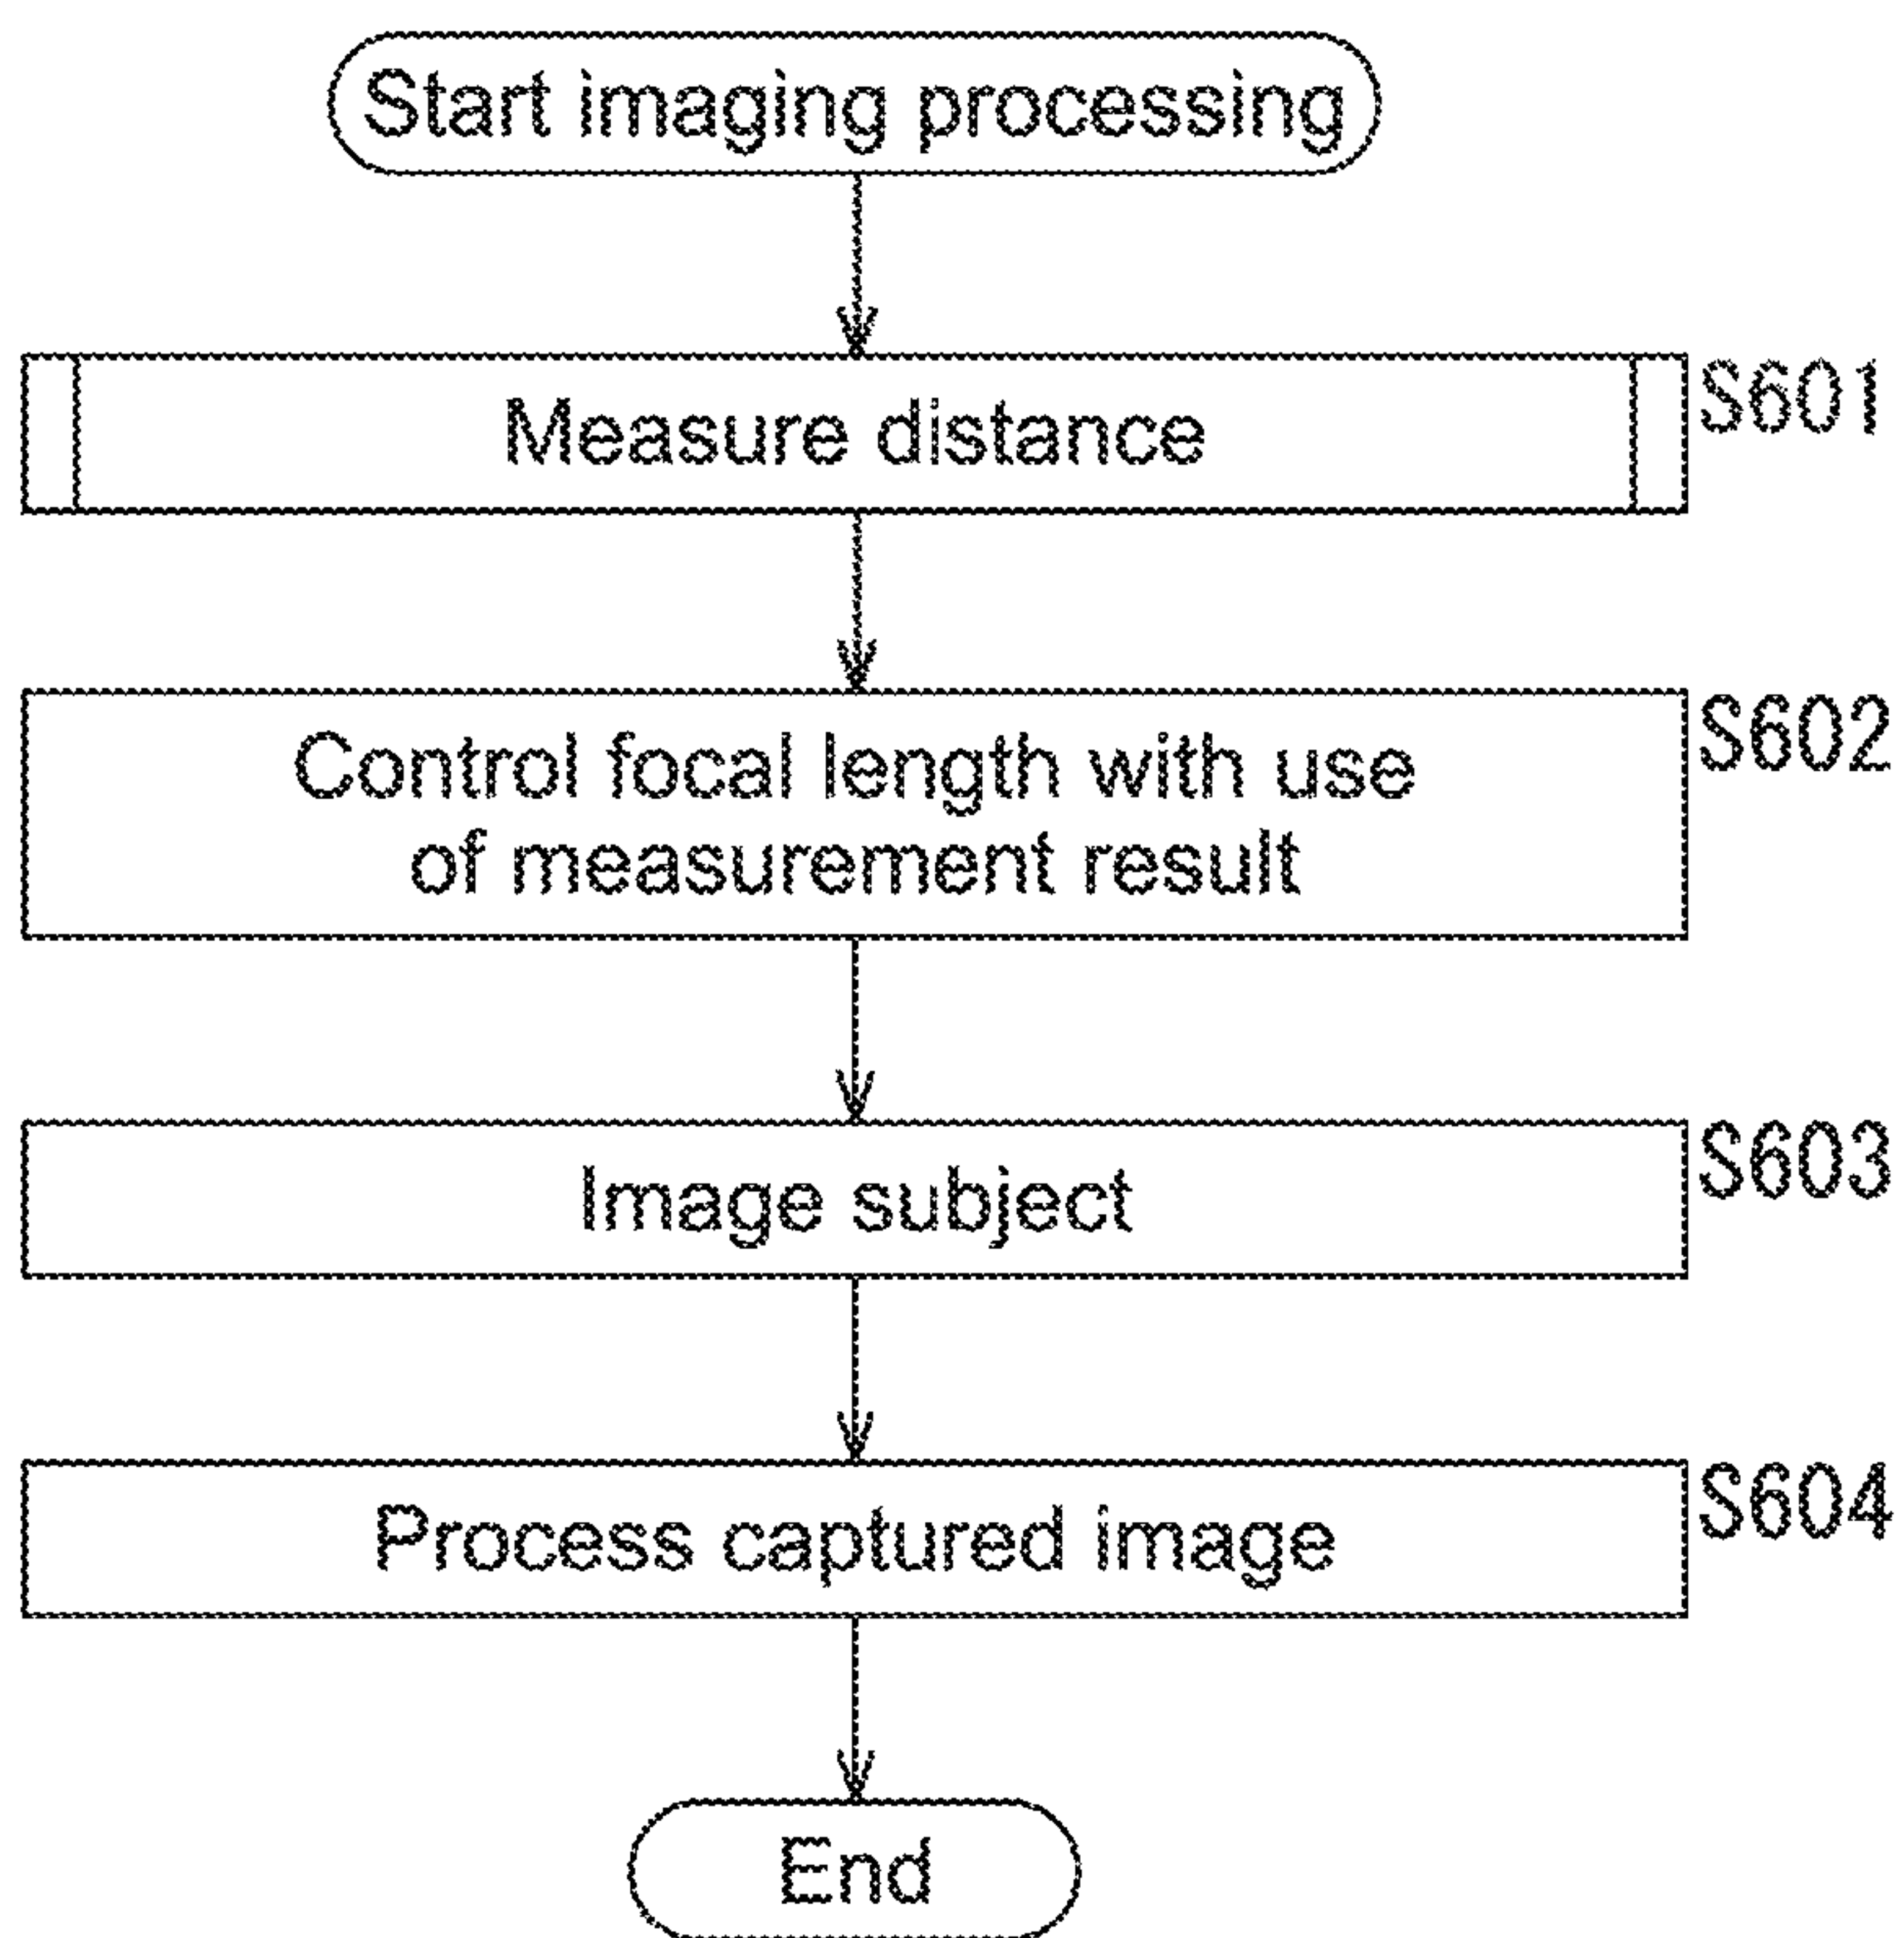 Start imaging processing
Measure distance
S601
Control focal length with use
of measurement result
S602
Image subject
S603
Process captured image
S604
End